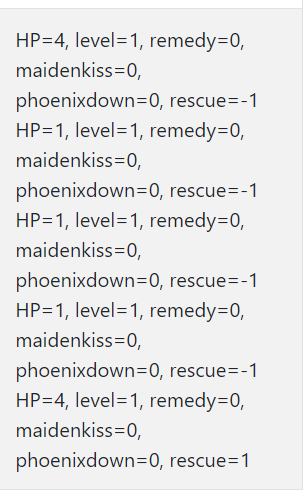 HP=4, level=1, remedy=0,
maidenkiss=0,
phoenixdown=0, rescue=-1
HP=1, level=1, remedy=0,
maidenkiss=0,
phoenixdown=0, rescue=-1
HP=1, level=1, remedy=0,
maidenkiss=0,
phoenixdown=0, rescue=-1
HP=1, level=1, remedy=0,
maidenkiss=0,
phoenixdown=0, rescue=-1
HP=4, level=1, remedy=0,
maidenkiss=0,
phoenixdown=0, rescue=1